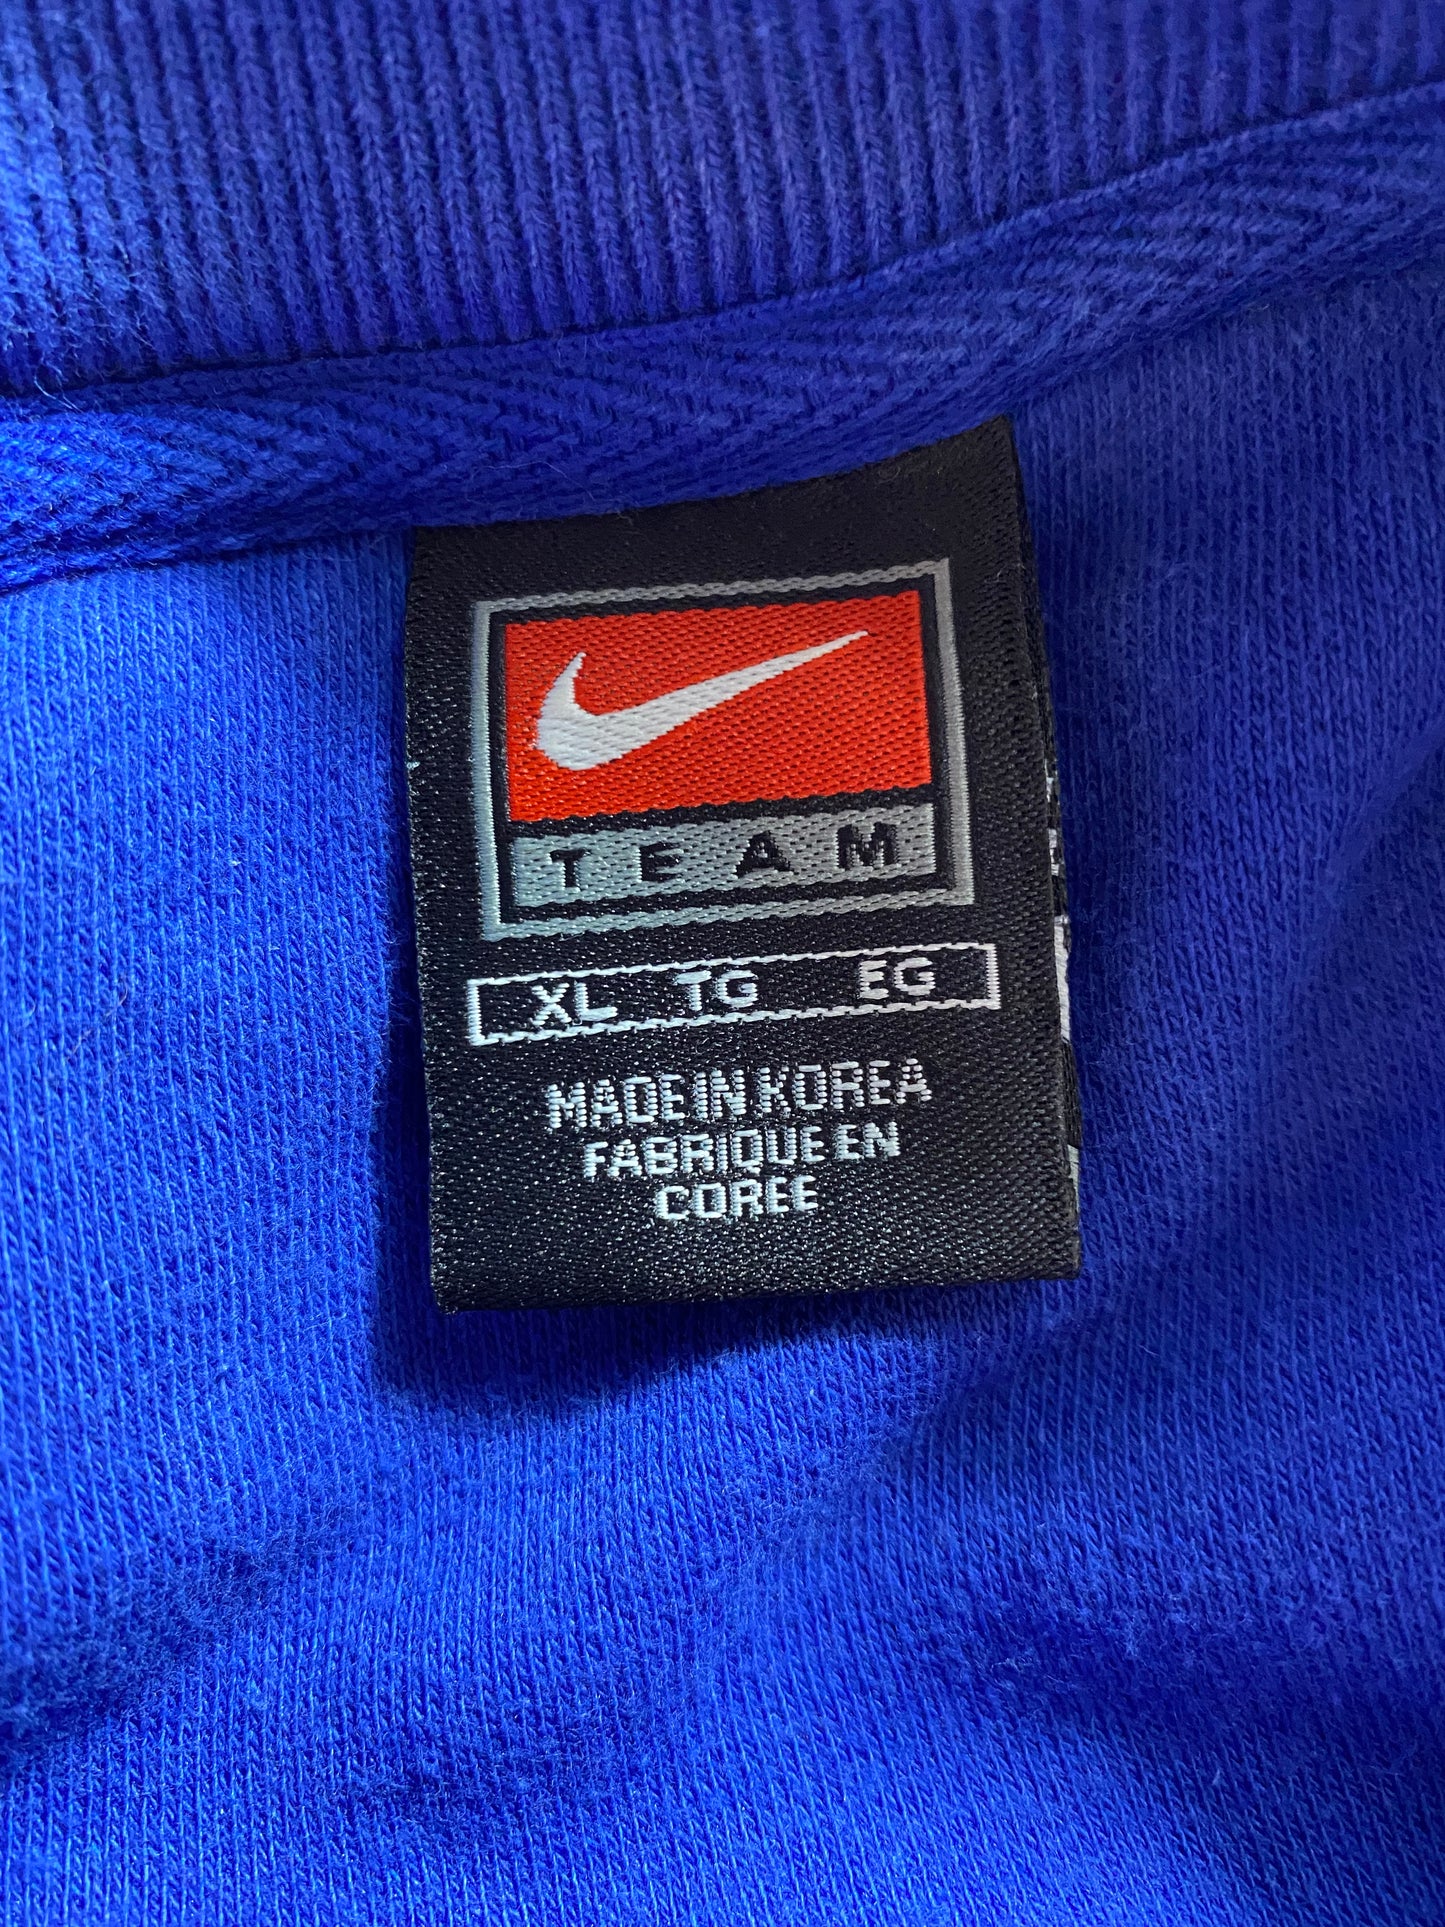 TEAM
XL TG EG
MADE IN KOREA
FABRIQUE EN
COREE